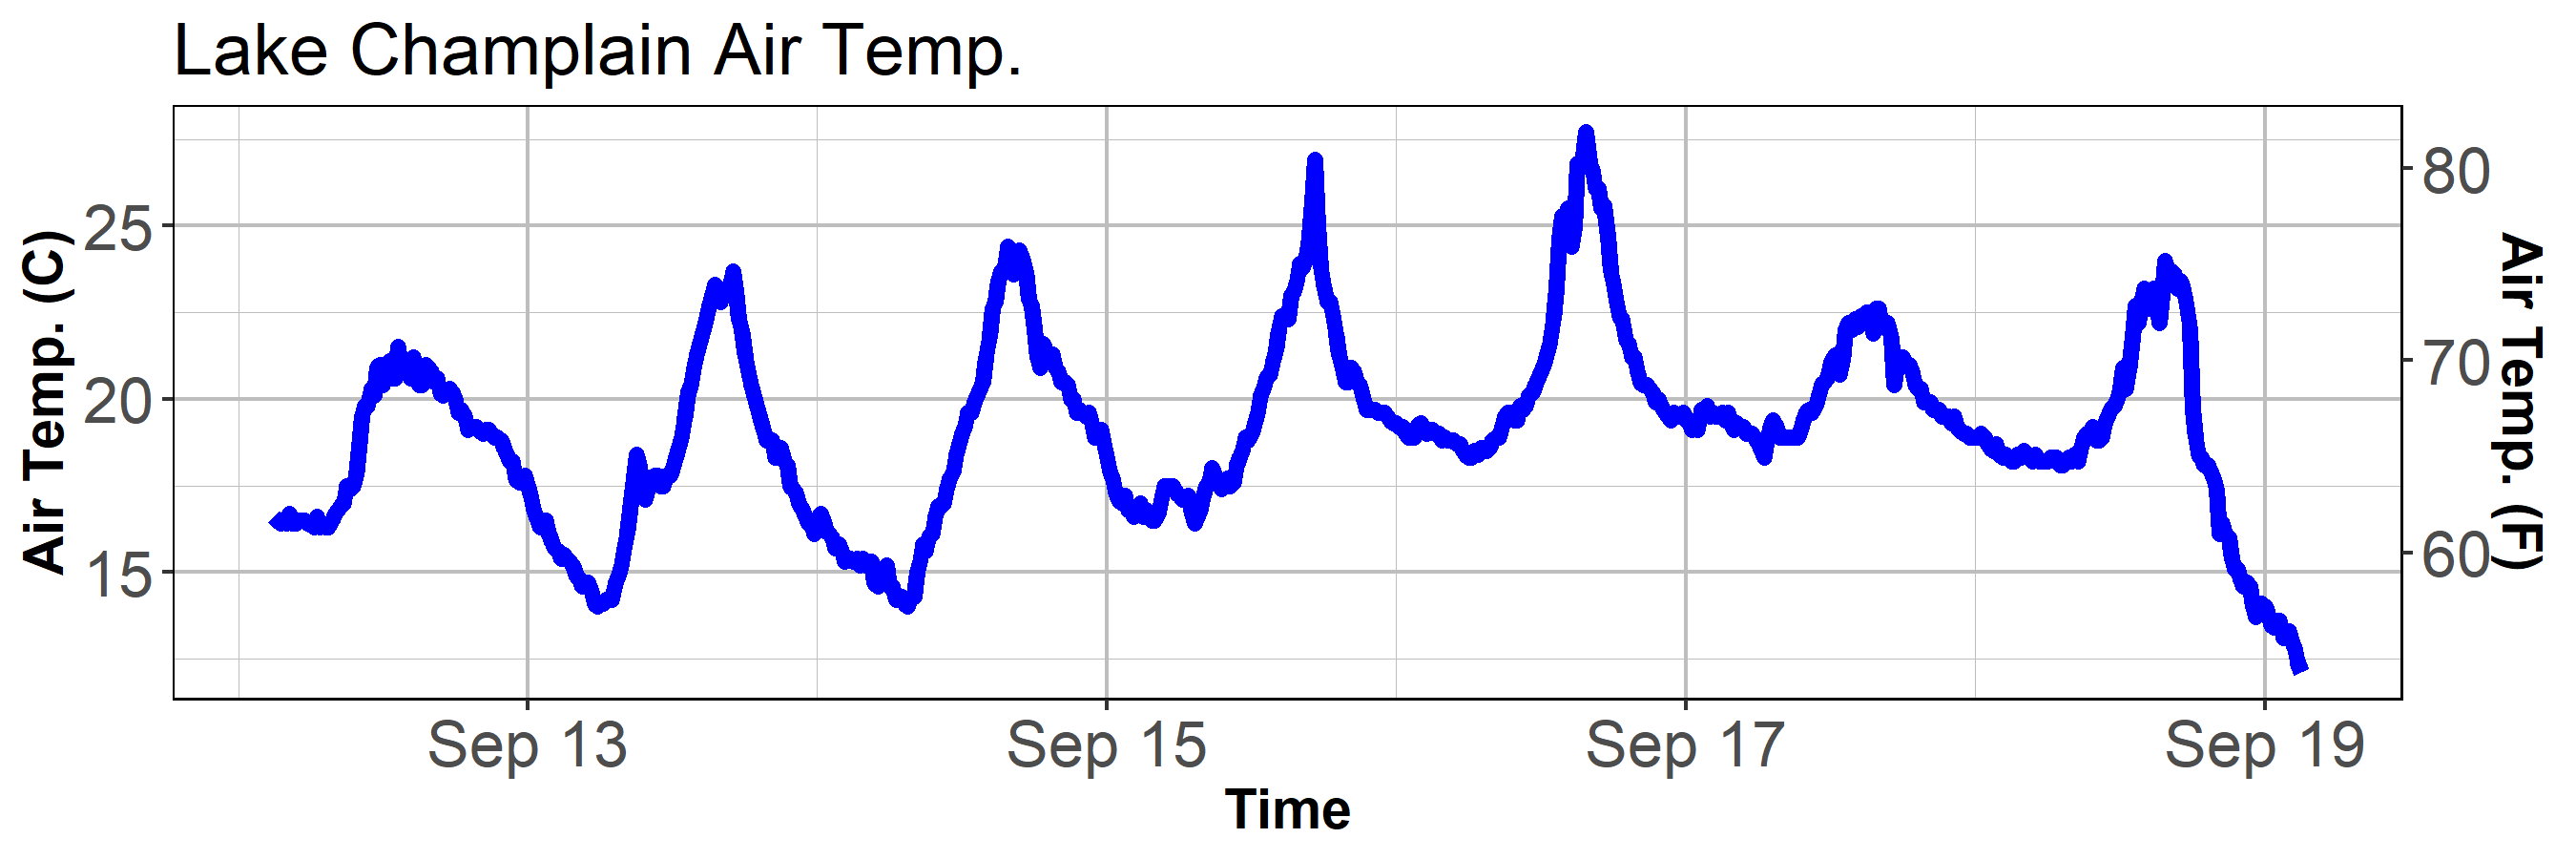 Lake Champlain Air Temp.
Air Temp. (C)
25
20
15
80
70
60
Air Temp. (F)
Sep 13
Sep 15
Sep 17
Sep 19
Time